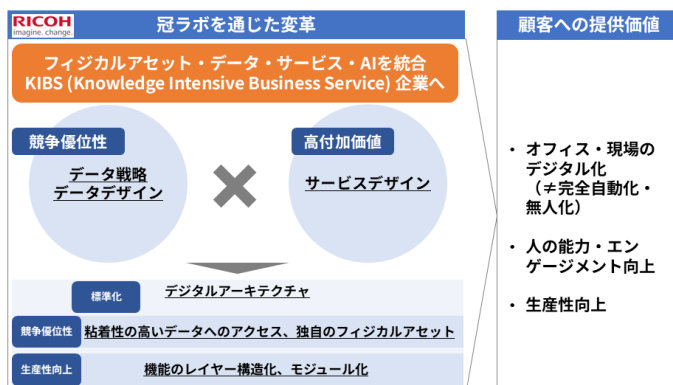 RICOH
imagine. change.
冠ラボを通じた変革
フィジカルアセット・データ・サービス・AIを統合
KIBS (Knowledge Intensive Business Service) 企業へ
競争優位性
データ戦略
データデザイン
高付加価値
サービスデザイン
標準化
デジタルアーキテクチャ
競争優位性
粘着性の高いデータへのアクセス、独自のフィジカルアセット
生産性向上
機能のレイヤー構造化、モジュール化
顧客への提供価値
・ オフィス・現場の
デジタル化
（≠完全自動化・
無人化）
・ 人の能力・エン
ゲージメント向上
・ 生産性向上